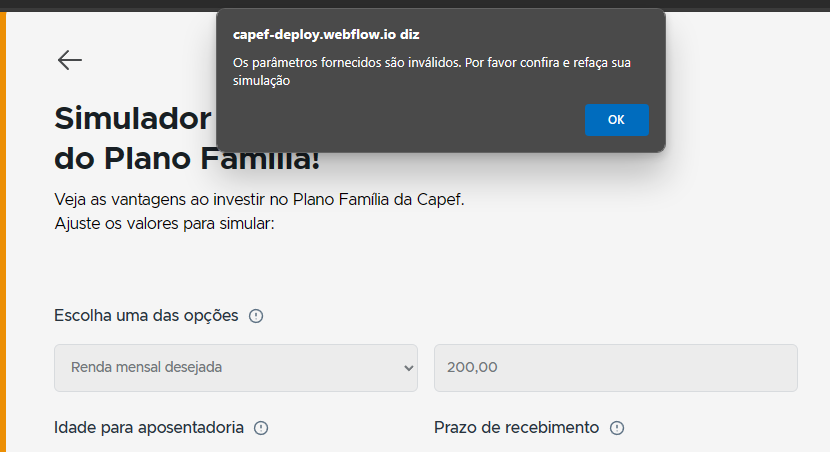 capef-deploy.webflow.io diz
Os parâmetros fornecidos são inválidos. Por favor confira e refaça sua
simulação
OK
Simulador
do Plano Família!
Veja as vantagens ao investir no Plano Família da Capef.
Ajuste os valores para simular:
Escolha uma das opções
Renda mensal desejada
200,00
Idade para aposentadoria
Prazo de recebimento